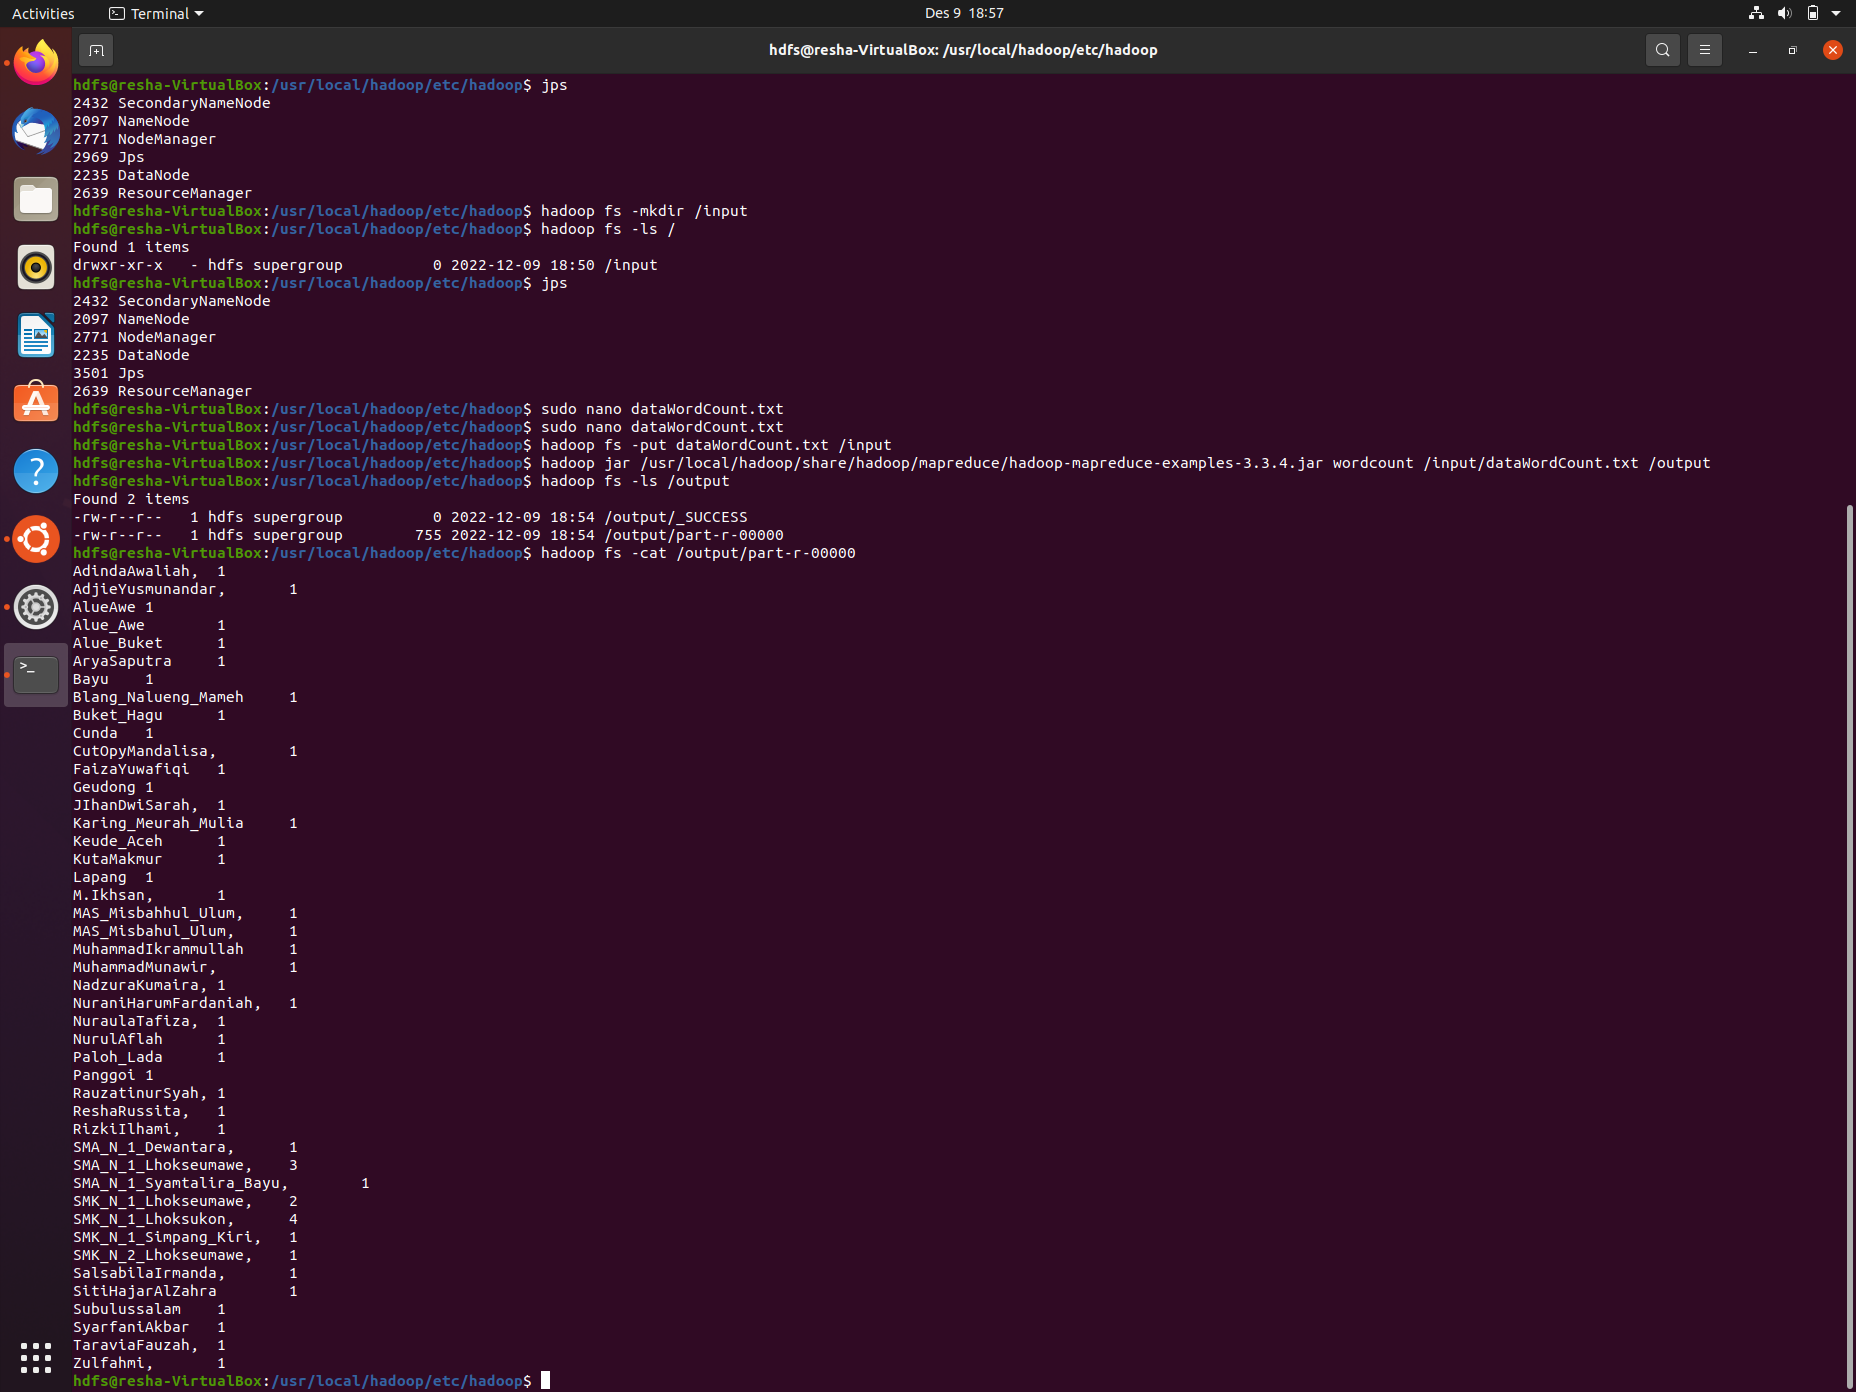 Activities Terminal Des 9 18:57
hdfs@resha-VirtualBox: /usr/local/hadoop/etc/hadoop
hdfs@resha-VirtualBox:/usr/local/hadoop/etc/hadoop$ jps
2432 SecondaryNameNode
2097 NameNode
2771 NodeManager
2969 Jps
2235 DataNode
2639 ResourceManager
hdfs@resha-VirtualBox:/usr/local/hadoop/etc/hadoop$ hadoop fs -mkdir /input
hdfs@resha-VirtualBox:/usr/local/hadoop/etc/hadoop$ hadoop fs -ls /
Found 1 items
drwxr-xr-x   - hdfs supergroup          0 2022-12-09 18:50 /input
hdfs@resha-VirtualBox:/usr/local/hadoop/etc/hadoop$ jps
2432 SecondaryNameNode
2097 NameNode
2771 NodeManager
2235 DataNode
3501 Jps
2639 ResourceManager
hdfs@resha-VirtualBox:/usr/local/hadoop/etc/hadoop$ sudo nano dataWordCount.txt
hdfs@resha-VirtualBox:/usr/local/hadoop/etc/hadoop$ sudo nano dataWordCount.txt
hdfs@resha-VirtualBox:/usr/local/hadoop/etc/hadoop$ hadoop fs -put dataWordCount.txt /input
hdfs@resha-VirtualBox:/usr/local/hadoop/etc/hadoop$ hadoop jar /usr/local/hadoop/share/hadoop/mapreduce/hadoop-mapreduce-examples-3.3.4.jar wordcount /input/dataWordCount.txt /output
hdfs@resha-VirtualBox:/usr/local/hadoop/etc/hadoop$ hadoop fs -ls /output
Found 2 items
-rw-r--r--   1 hdfs supergroup          0 2022-12-09 18:54 /output/_SUCCESS
-rw-r--r--   1 hdfs supergroup        755 2022-12-09 18:54 /output/part-r-00000
hdfs@resha-VirtualBox:/usr/local/hadoop/etc/hadoop$ hadoop fs -cat /output/part-r-00000
AdindaAwaliah,  1
AdjieYusmunandar,       1
AlueAwe 1
Alue_Awe        1
Alue_Buket      1
AryaSaputra     1
Bayu    1
Blang_Nalueng_Mameh     1
Buket_Hagu      1
Cunda   1
CutOpyMandalisa,        1
FaizaYuwafiqi   1
Geudong 1
JIhanDwiSarah,  1
Karing_Meurah_Mulia     1
Keude_Aceh      1
KutaMakmur      1
Lapang  1
M.Ikhsan,       1
MAS_Misbahhul_Ulum,     1
MAS_Misbahul_Ulum,      1
MuhammadIkrammullah     1
MuhammadMunawir,        1
NadzuraKumaira, 1
NuraniHarumFardaniah,   1
NuraulaTafiza,  1
NurulAflah      1
Paloh_Lada      1
Panggoi 1
RauzatinurSyah, 1
ReshaRussita,   1
RizkiIlhami,    1
SMA_N_1_Dewantara,      1
SMA_N_1_Lhokseumawe,    3
SMA_N_1_Syamtalira_Bayu,        1
SMK_N_1_Lhokseumawe,    2
SMK_N_1_Lhoksukon,      4
SMK_N_1_Simpang_Kiri,   1
SMK_N_2_Lhokseumawe,    1
SalsabilaIrmanda,       1
SitiHajarAlZahra        1
Subulussalam    1
SyarfaniAkbar   1
TaraviaFauzah,  1
Zulfahmi,       1
hdfs@resha-VirtualBox:/usr/local/hadoop/etc/hadoop$